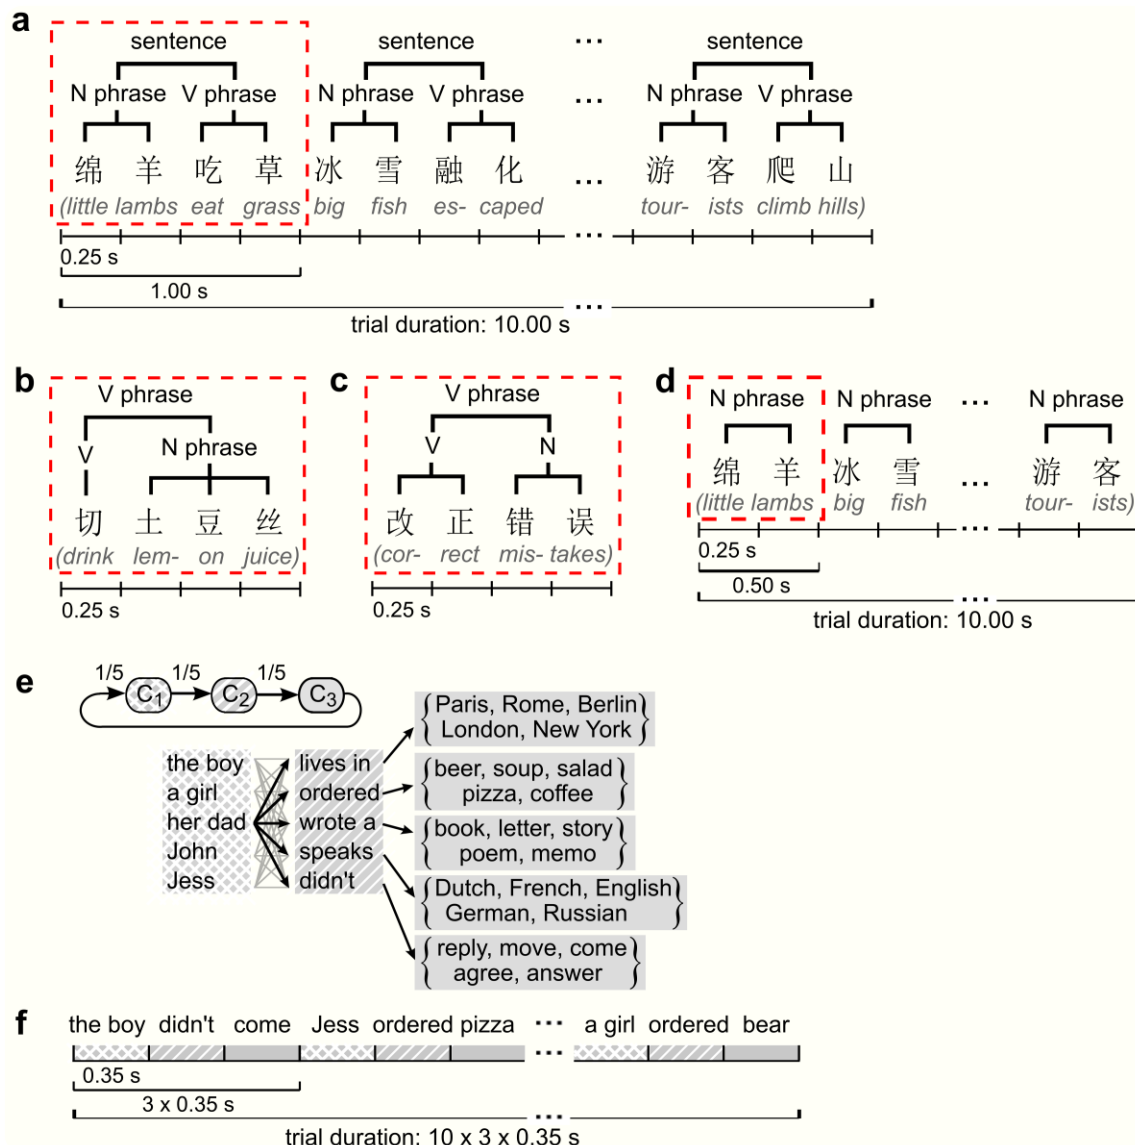 a
sentence sentence ... sentence
N phrase V phrase N phrase V phrase ... N phrase V phrase
绵 羊 吃 草 冰 雪 融 化 ... 游 客 爬 山
(little lambs eat grass big fish es- caped tour- ists climb hills)
...
0.25 s
1.00 s
...
trial duration: 10.00 s
b
V phrase
V N phrase
切 土 豆 丝
(drink lem- on juice)
0.25 s
c
V phrase
V N
改 正 错 误
(cor- rect mis- takes)
0.25 s
d
N phrase N phrase ... N phrase
绵 羊 冰 雪 ... 游 客
(little lambs big fish tour- ists)
...
0.25 s
0.50 s
...
trial duration: 10.00 s
e
1/5 C1 1/5 C2 1/5 C3
the boy
a girl
her dad
John
Jess
lives in
ordered
wrote a
speaks
didn't
{Paris, Rome, Berlin
London, New York}
{beer, soup, salad
pizza, coffee}
{book, letter, story
poem, memo}
{Dutch, French, English
German, Russian}
{reply, move, come
agree, answer}
f
the boy didn't come Jess ordered pizza ... a girl ordered bear
...
0.35 s
3 x 0.35 s
...
trial duration: 10 x 3 x 0.35 s